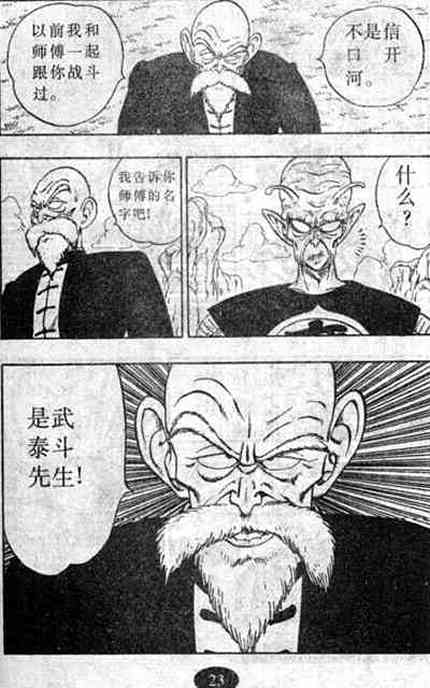 不是信
口开
河。
以前我和
师傅一起
跟你战斗
过。
什
么?
我告诉你
师傅的名
字吧!
是武
泰斗
先生!
23